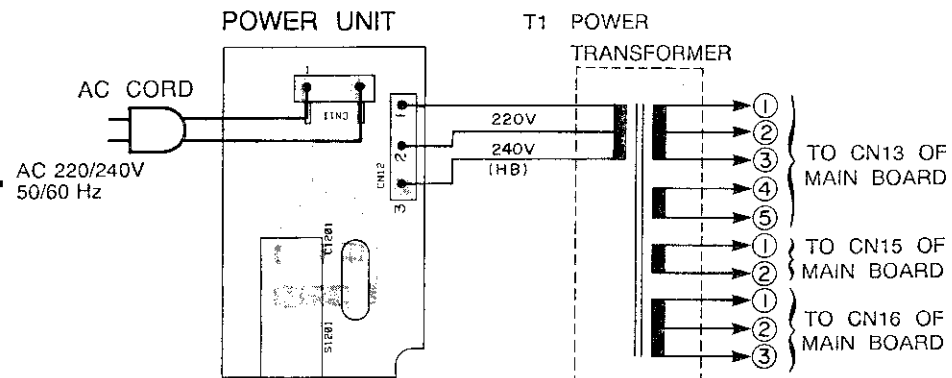 POWER UNIT
T1 POWER
TRANSFORMER
AC CORD
AC 220/240V
50/60 Hz
1
CN11
1
2
3
CN12
220V
240V
(HB)
C1201
S1201
1
2
3
4
5
TO CN13 OF
MAIN BOARD
1
2
TO CN15 OF
MAIN BOARD
1
2
3
TO CN16 OF
MAIN BOARD